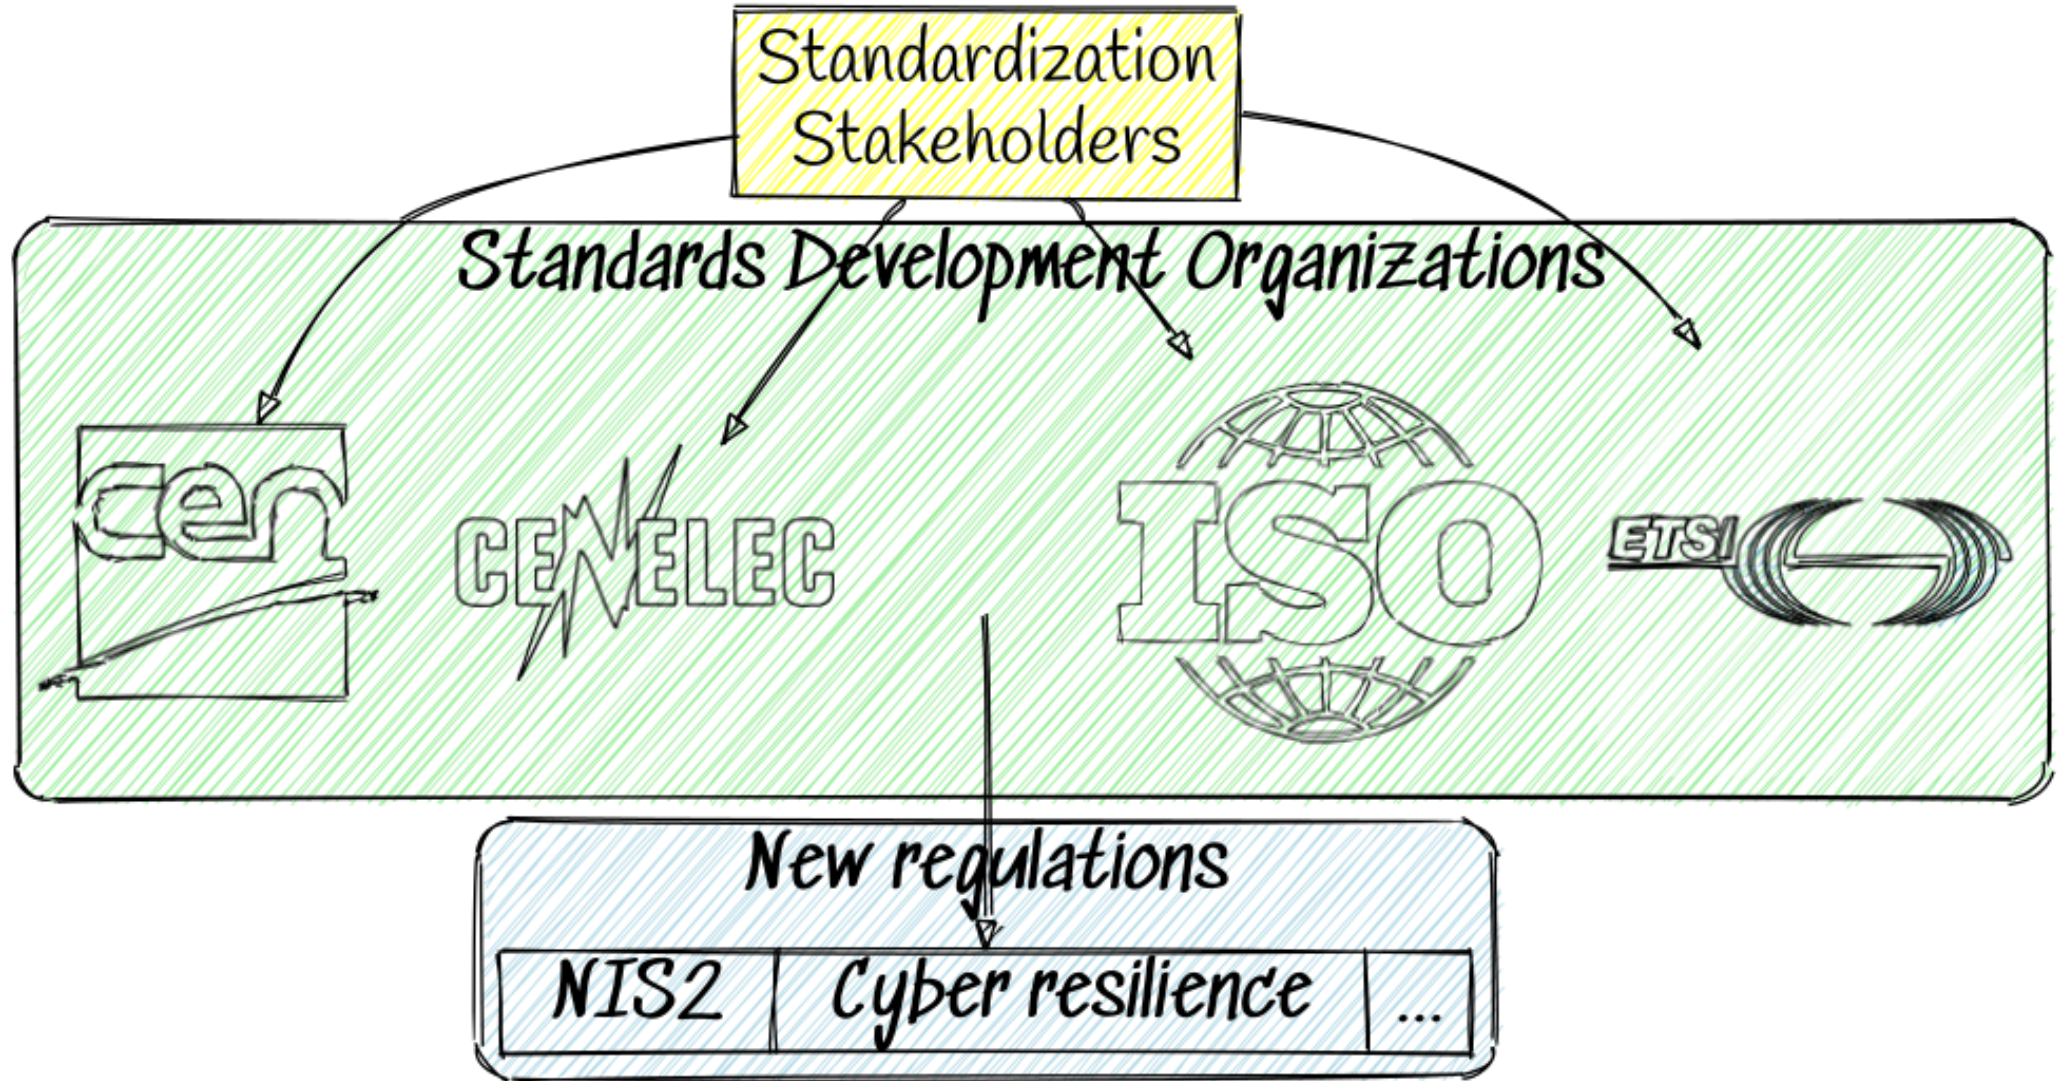 Standardization
Stakeholders
Standards Development Organizations
cen
CENELEC
ISO
ETSI
New regulations
NIS2
Cyber resilience
...